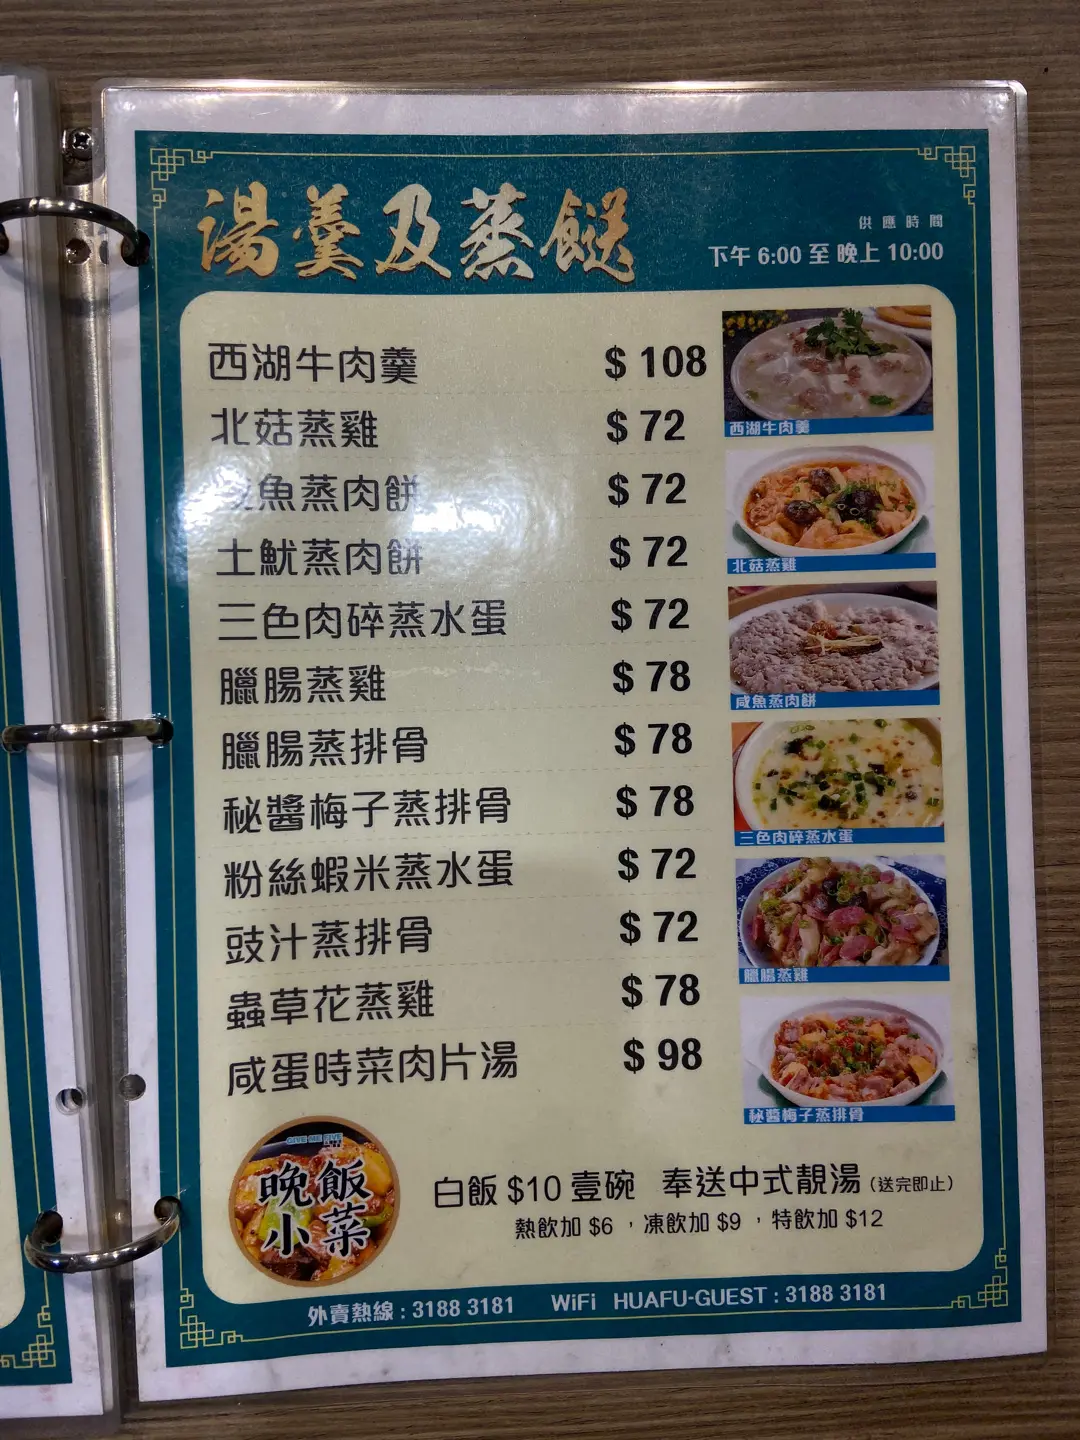 湯羹及蒸餸
供應時間
下午 6:00 至 晚上 10:00
西湖牛肉羹 $ 108
北菇蒸雞 $ 72
魚蒸肉餅 $ 72
土魷蒸肉餅 $ 72
三色肉碎蒸水蛋 $ 72
臘腸蒸雞 $ 78
臘腸蒸排骨 $ 78
秘醬梅子蒸排骨 $ 78
粉絲蝦米蒸水蛋 $ 72
豉汁蒸排骨 $ 72
蟲草花蒸雞 $ 78
咸蛋時菜肉片湯 $ 98
西湖牛肉羹
北菇蒸雞
咸魚蒸肉餅
三色肉碎蒸水蛋
臘腸蒸雞
秘醬梅子蒸排骨
GIVE ME FIVE
晚飯
小菜
白飯 $10 壹碗 奉送中式靚湯 (送完即止)
熱飲加 $6 ，凍飲加 $9 ，特飲加 $12
外賣熱線 : 3188 3181 WiFi HUAFU-GUEST : 3188 3181